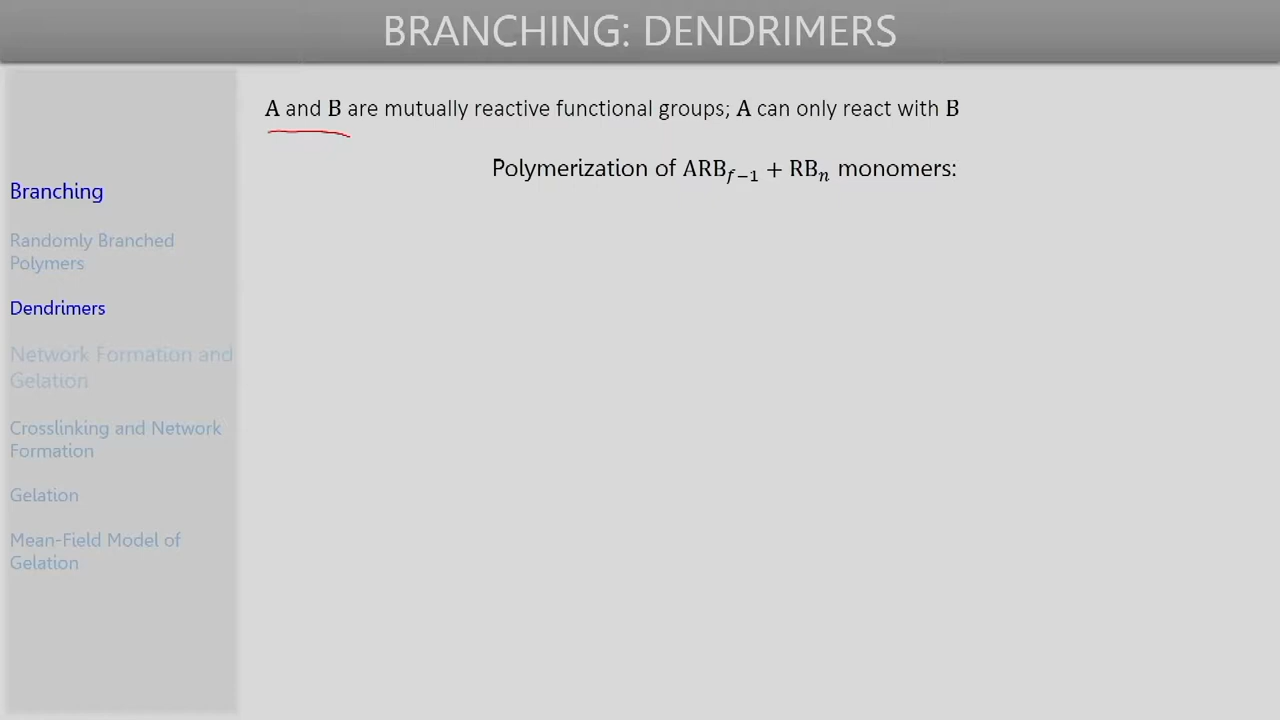 BRANCHING: DENDRIMERS
A and B are mutually reactive functional groups; A can only react with B
Polymerization of ARB_{f−1} + RB_n monomers:
Branching
Randomly Branched
Polymers
Dendrimers
Network Formation and
Gelation
Crosslinking and Network
Formation
Gelation
Mean-Field Model of
Gelation